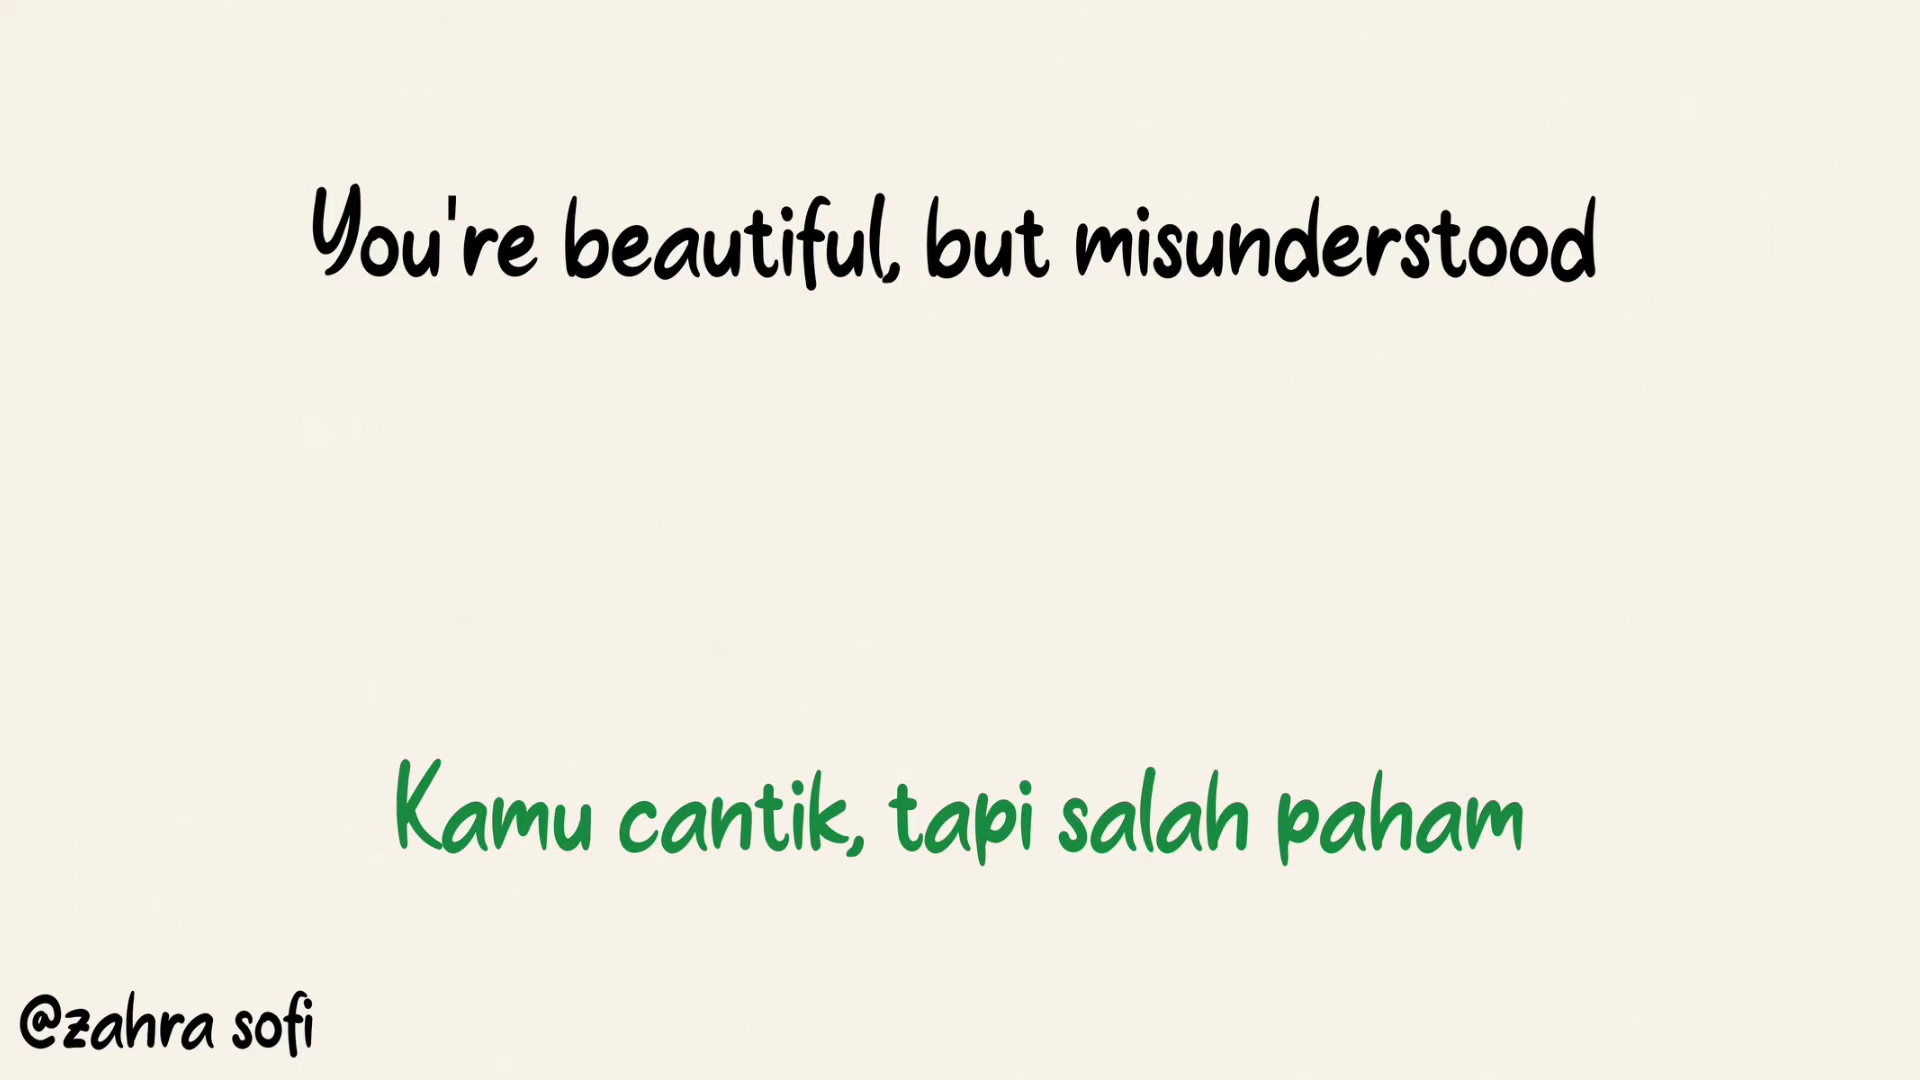 You're beautiful, but misunderstood
Kamu cantik, tapi salah paham
@zahra sofi